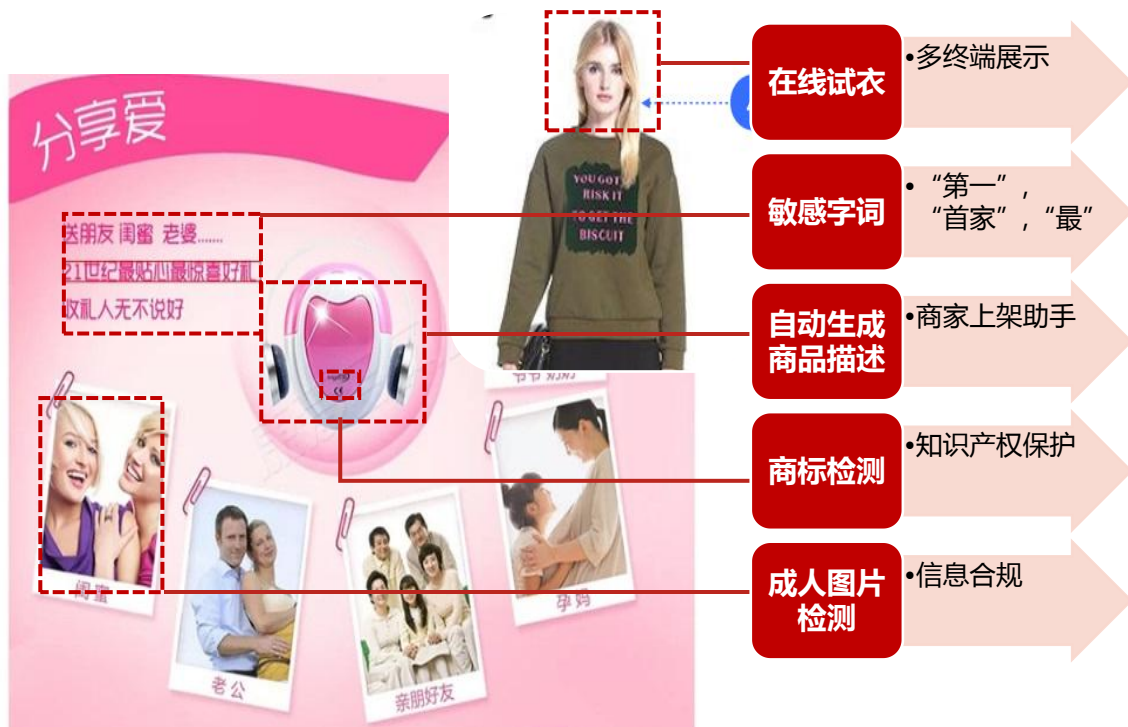 分享爱
送朋友 闺蜜 老婆.......
21世纪最贴心最惊喜好礼
收礼人无不说好
YOU GOT
RISK IT
TO GET THE
BISCUIT
闺蜜
老公
亲朋好友
孕妈
在线试衣
•多终端展示
敏感字词
•“第一”,
“首家”,“最”
自动生成
商品描述
•商家上架助手
商标检测
•知识产权保护
成人图片
检测
•信息合规